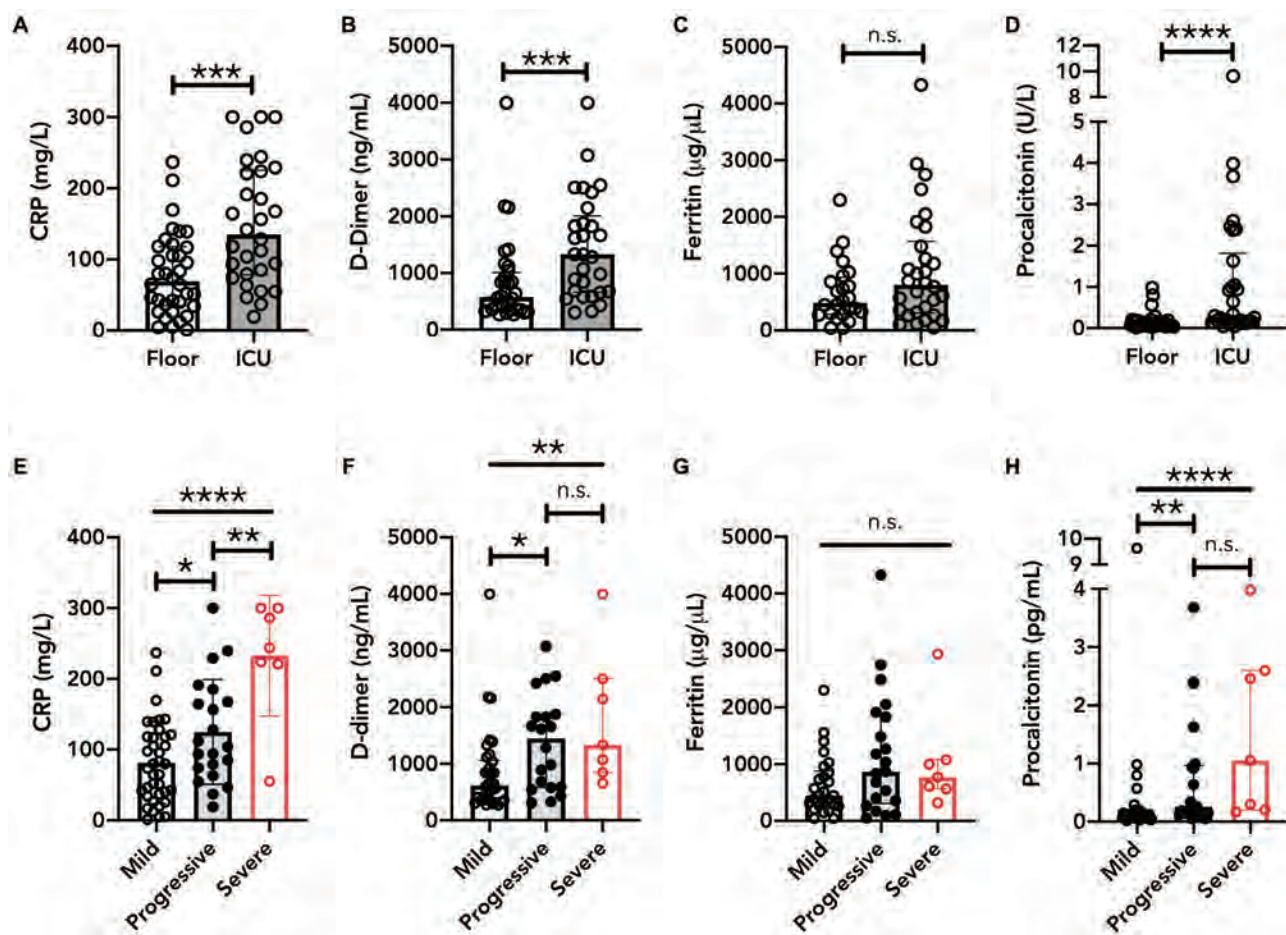 A
CRP (mg/L)
400
300
200
100
0
***
Floor
ICU
B
D-Dimer (ng/mL)
5000
4000
3000
2000
1000
0
***
Floor
ICU
C
Ferritin (µg/µL)
5000
4000
3000
2000
1000
0
n.s.
Floor
ICU
D
Procalcitonin (U/L)
12
10
8
6
5
4
3
2
1
0
****
Floor
ICU
E
CRP (mg/L)
400
300
200
100
0
****
**
*
Mild
Progressive
Severe
F
D-dimer (ng/mL)
5000
4000
3000
2000
1000
0
**
n.s.
*
Mild
Progressive
Severe
G
Ferritin (µg/µL)
5000
4000
3000
2000
1000
0
n.s.
Mild
Progressive
Severe
H
Procalcitonin (pg/mL)
10
9
4
3
2
1
0
****
**
n.s.
Mild
Progressive
Severe